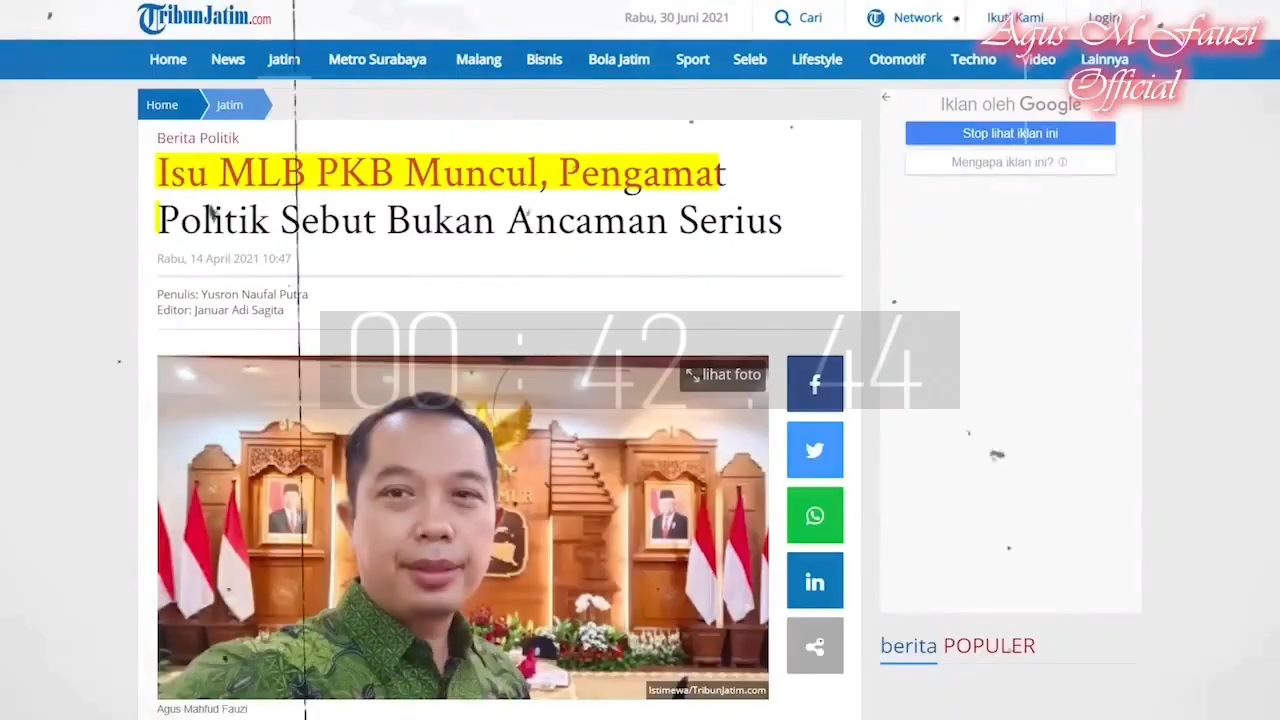 TribunJatim.com
Rabu, 30 Juni 2021
Cari
Network
Ikuti Kami
Login
Agus M Fauzi
Official
Home News Jatim Metro Surabaya Malang Bisnis Bola Jatim Sport Seleb Lifestyle Otomotif Techno Video Lainnya
Home Jatim
Iklan oleh Google
Stop lihat iklan ini
Mengapa iklan ini?
Berita Politik
Isu MLB PKB Muncul, Pengamat
Politik Sebut Bukan Ancaman Serius
Rabu, 14 April 2021 10:47
Penulis: Yusron Naufal Putra
Editor: Januar Adi Sagita
00 : 42 . 44
lihat foto
Istimewa/TribunJatim.com
Agus Mahfud Fauzi
berita POPULER